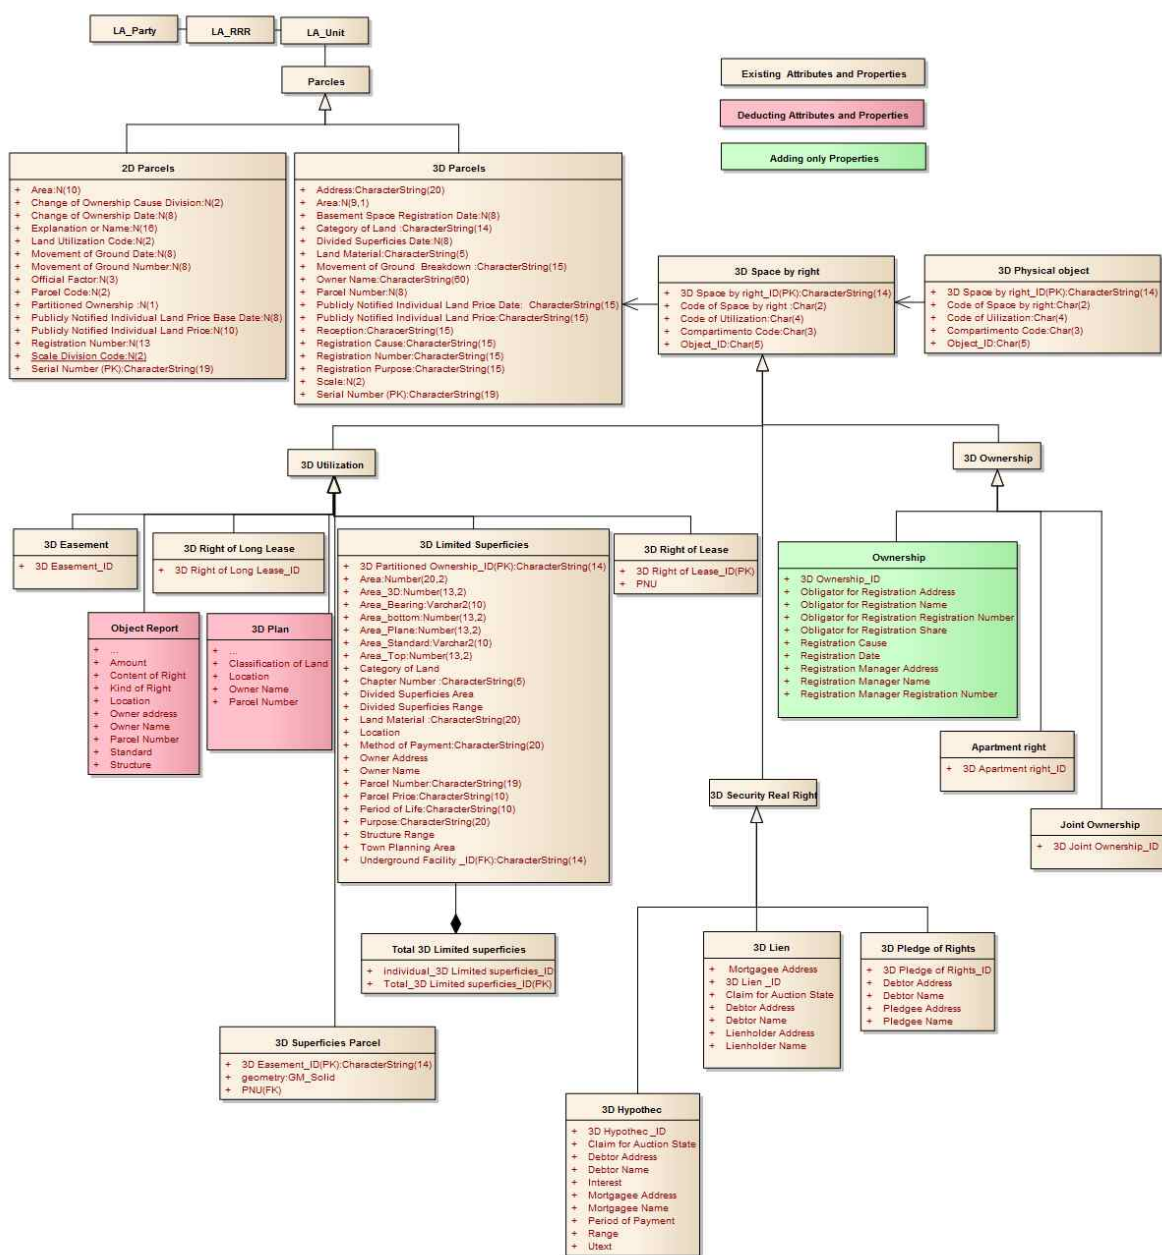 LA_Party
LA_RRR
LA_Unit
Parcles
Existing Attributes and Properties
Deducting Attributes and Properties
Adding only Properties
2D Parcels
+ Area:N(10)
+ Change of Ownership Cause Division:N(2)
+ Change of Ownership Date:N(8)
+ Explanation or Name:N(16)
+ Land Utilization Code:N(2)
+ Movement of Ground Date:N(8)
+ Movement of Ground Number:N(8)
+ Official Factor:N(3)
+ Parcel Code:N(2)
+ Partitioned Ownership :N(1)
+ Publicly Notified Individual Land Price Base Date:N(8)
+ Publicly Notified Individual Land Price:N(10)
+ Registration Number:N(13
+ Scale Division Code:N(2)
+ Serial Number (PK):CharacterString(19)
3D Parcels
+ Address:CharacterString(20)
+ Area:N(9,1)
+ Basement Space Registration Date:N(8)
+ Category of Land :CharacterString(14)
+ Divided Superficies Date:N(8)
+ Land Material:CharacterString(5)
+ Movement of Ground Breakdown :CharacterString(15)
+ Owner Name:CharacterString(60)
+ Parcel Number:N(8)
+ Publicly Notified Individual Land Price Date: CharacterString(15)
+ Publicly Notified Individual Land Price:CharacterString(15)
+ Reception:CharacerString(15)
+ Registration Cause:CharacterString(15)
+ Registration Number:CharacterString(15)
+ Registration Purpose:CharacterString(15)
+ Scale:N(2)
+ Serial Number (PK):CharacterString(19)
3D Space by right
+ 3D Space by right_ID(PK):CharacterString(14)
+ Code of Space by right :Char(2)
+ Code of Utilization:Char(4)
+ Compartimento Code:Char(3)
+ Object_ID:Char(5)
3D Physical object
+ 3D Space by right_ID(PK):CharacterString(14)
+ Code of Space by right:Char(2)
+ Code of Uilization:Char(4)
+ Compartimento Code:Char(3)
+ Object_ID:Char(5)
3D Utilization
3D Ownership
3D Easement
+ 3D Easement_ID
3D Right of Long Lease
+ 3D Right of Long Lease_ID
3D Limited Superficies
+ 3D Partitioned Ownership_ID(PK):CharacterString(14)
+ Area:Number(20,2)
+ Area_3D:Number(13,2)
+ Area_Bearing:Varchar2(10)
+ Area_bottom:Number(13,2)
+ Area_Plane:Number(13,2)
+ Area_Standard:Varchar2(10)
+ Area_Top:Number(13,2)
+ Category of Land
+ Chapter Number :CharacterString(5)
+ Divided Superficies Area
+ Divided Superficies Range
+ Land Material :CharacterString(20)
+ Location
+ Method of Payment:CharacterString(20)
+ Owner Address
+ Owner Name
+ Parcel Number:CharacterString(19)
+ Parcel Price:CharacterString(10)
+ Period of Life:CharacterString(10)
+ Purpose:CharacterString(20)
+ Structure Range
+ Town Planning Area
+ Underground Facility _ID(FK):CharacterString(14)
3D Right of Lease
+ 3D Right of Lease_ID(PK)
+ PNU
Ownership
+ 3D Ownership_ID
+ Obligator for Registration Address
+ Obligator for Registration Name
+ Obligator for Registration Registration Number
+ Obligator for Registration Share
+ Registration Cause
+ Registration Date
+ Registration Manager Address
+ Registration Manager Name
+ Registration Manager Registration Number
Object Report
+ ...
+ Amount
+ Content of Right
+ Kind of Right
+ Location
+ Owner address
+ Owner Name
+ Parcel Number
+ Standard
+ Structure
3D Plan
+ ...
+ Classification of Land
+ Location
+ Owner Name
+ Parcel Number
Apartment right
+ 3D Apartment right_ID
3D Security Real Right
Joint Ownership
+ 3D Joint Ownership_ID
Total 3D Limited superficies
+ individual_3D Limited superficies_ID
+ Total_3D Limited superficies_ID(PK)
3D Lien
+ Mortgagee Address
+ 3D Lien _ID
+ Claim for Auction State
+ Debtor Address
+ Debtor Name
+ Lienholder Address
+ Lienholder Name
3D Pledge of Rights
+ 3D Pledge of Rights_ID
+ Debtor Address
+ Debtor Name
+ Pledgee Address
+ Pledgee Name
3D Superficies Parcel
+ 3D Easement_ID(PK):CharacterString(14)
+ geometry:GM_Solid
+ PNU(FK)
3D Hypothec
+ 3D Hypothec _ID
+ Claim for Auction State
+ Debtor Address
+ Debtor Name
+ Interest
+ Mortgagee Address
+ Mortgagee Name
+ Period of Payment
+ Range
+ Utext